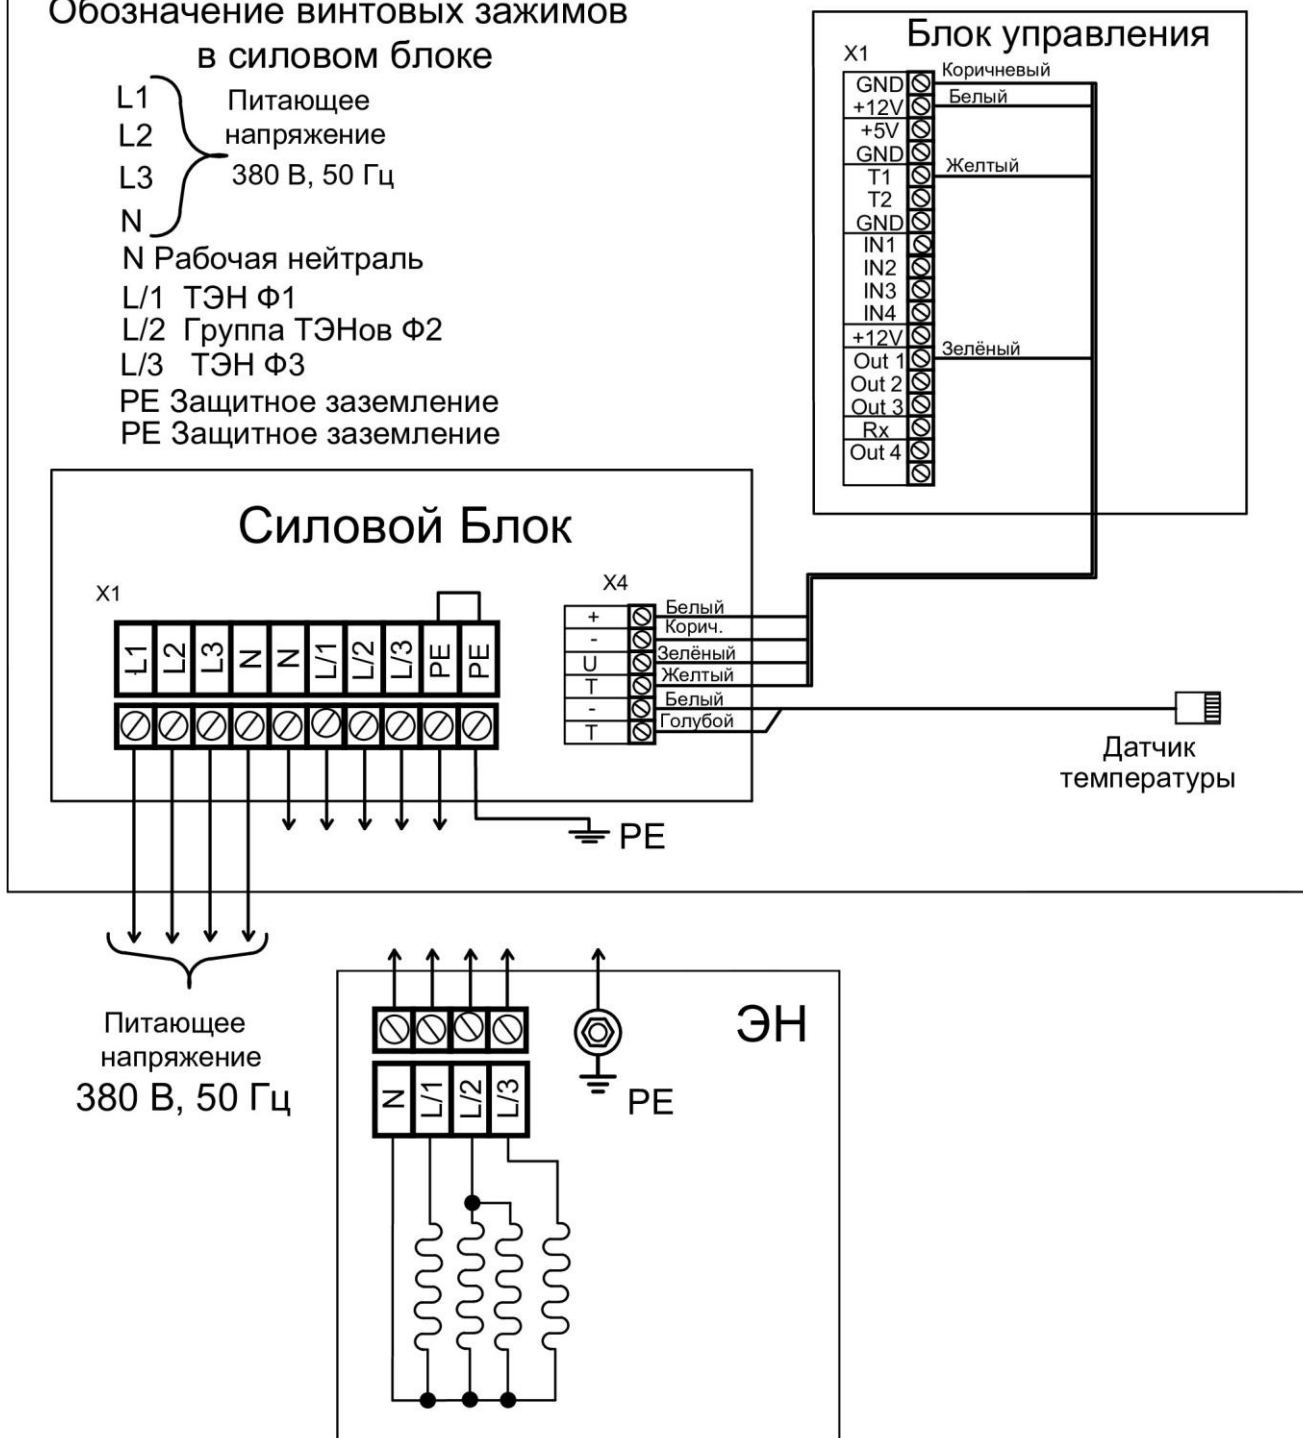 Обозначение винтовых зажимов
в силовом блоке
L1
L2
L3
N
Питающее
напряжение
380 В, 50 Гц
N Рабочая нейтраль
L/1 ТЭН Ф1
L/2 Группа ТЭНов Ф2
L/3 ТЭН Ф3
PE Защитное заземление
PE Защитное заземление
Блок управления
X1
GND Коричневый
+12V Белый
+5V
GND
T1 Желтый
T2
GND
IN1
IN2
IN3
IN4
+12V
Out 1 Зелёный
Out 2
Out 3
Rx
Out 4
Силовой Блок
X1
L1 L2 L3 N N L/1 L/2 L/3 PE PE
X4
+ Белый
- Корич.
U Зелёный
T Желтый
- Белый
T Голубой
Датчик
температуры
PE
Питающее
напряжение
380 В, 50 Гц
ЭН
N L/1 L/2 L/3
PE